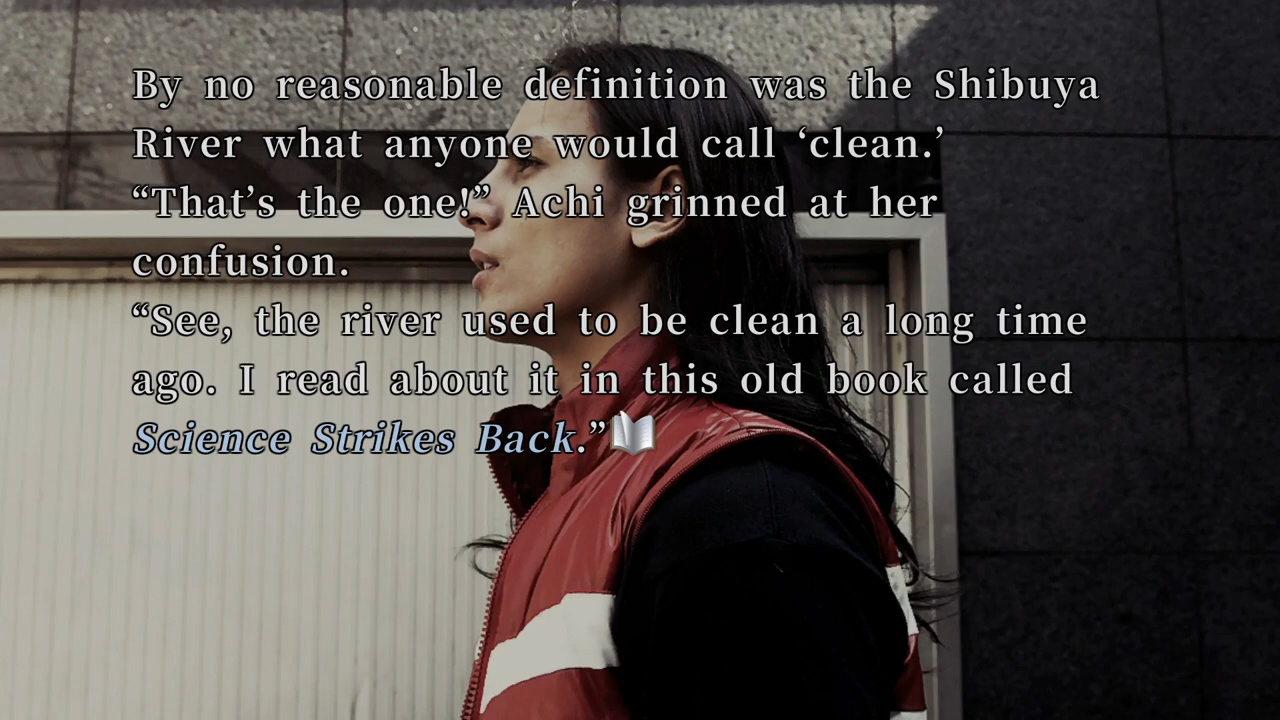 By no reasonable definition was the Shibuya
River what anyone would call ‘clean.’
“That’s the one!” Achi grinned at her
confusion.
“See, the river used to be clean a long time
ago. I read about it in this old book called
Science Strikes Back.”